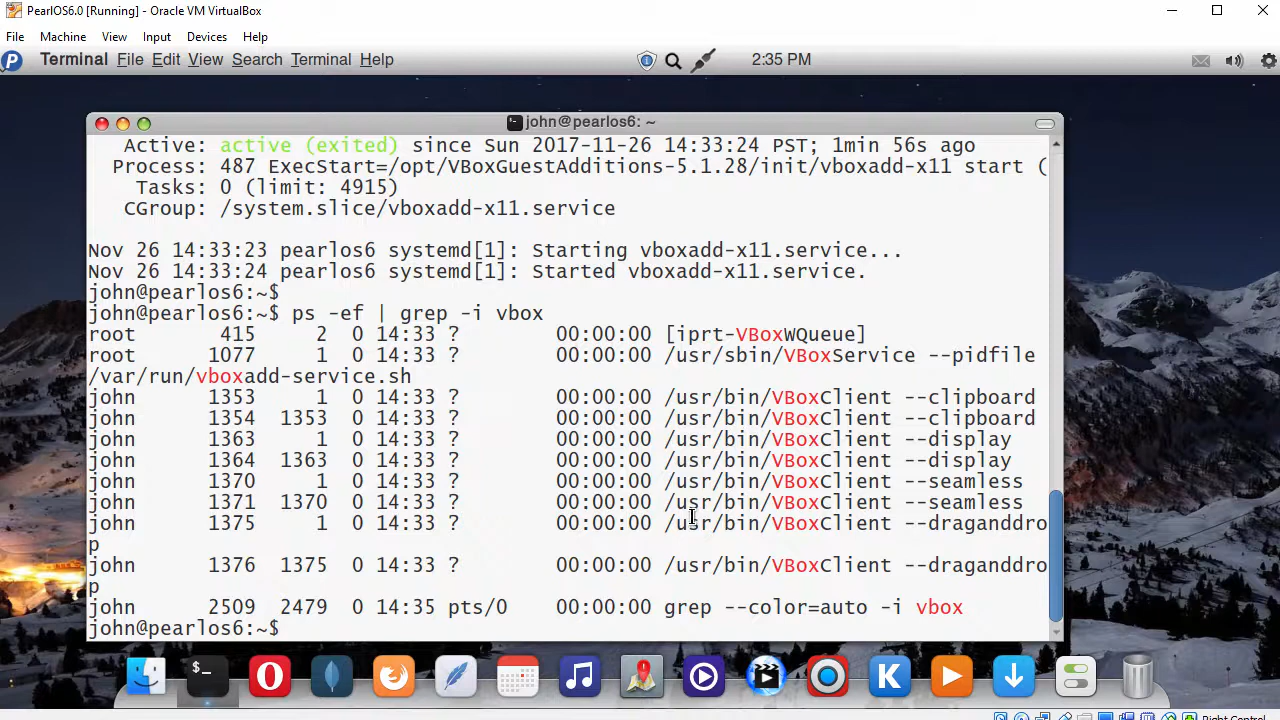 PearlOS6.0 [Running] - Oracle VM VirtualBox
File Machine View Input Devices Help
Terminal File Edit View Search Terminal Help 2:35 PM
john@pearlos6: ~
Active: active (exited) since Sun 2017-11-26 14:33:24 PST; 1min 56s ago
Process: 487 ExecStart=/opt/VBoxGuestAdditions-5.1.28/init/vboxadd-x11 start (
Tasks: 0 (limit: 4915)
CGroup: /system.slice/vboxadd-x11.service
Nov 26 14:33:23 pearlos6 systemd[1]: Starting vboxadd-x11.service...
Nov 26 14:33:24 pearlos6 systemd[1]: Started vboxadd-x11.service.
john@pearlos6:~$
john@pearlos6:~$ ps -ef | grep -i vbox
root 415 2 0 14:33 ? 00:00:00 [iprt-VBoxWQueue]
root 1077 1 0 14:33 ? 00:00:00 /usr/sbin/VBoxService --pidfile
/var/run/vboxadd-service.sh
john 1353 1 0 14:33 ? 00:00:00 /usr/bin/VBoxClient --clipboard
john 1354 1353 0 14:33 ? 00:00:00 /usr/bin/VBoxClient --clipboard
john 1363 1 0 14:33 ? 00:00:00 /usr/bin/VBoxClient --display
john 1364 1363 0 14:33 ? 00:00:00 /usr/bin/VBoxClient --display
john 1370 1 0 14:33 ? 00:00:00 /usr/bin/VBoxClient --seamless
john 1371 1370 0 14:33 ? 00:00:00 /usr/bin/VBoxClient --seamless
john 1375 1 0 14:33 ? 00:00:00 /usr/bin/VBoxClient --draganddro
p
john 1376 1375 0 14:33 ? 00:00:00 /usr/bin/VBoxClient --draganddro
p
john 2509 2479 0 14:35 pts/0 00:00:00 grep --color=auto -i vbox
john@pearlos6:~$
Right Control